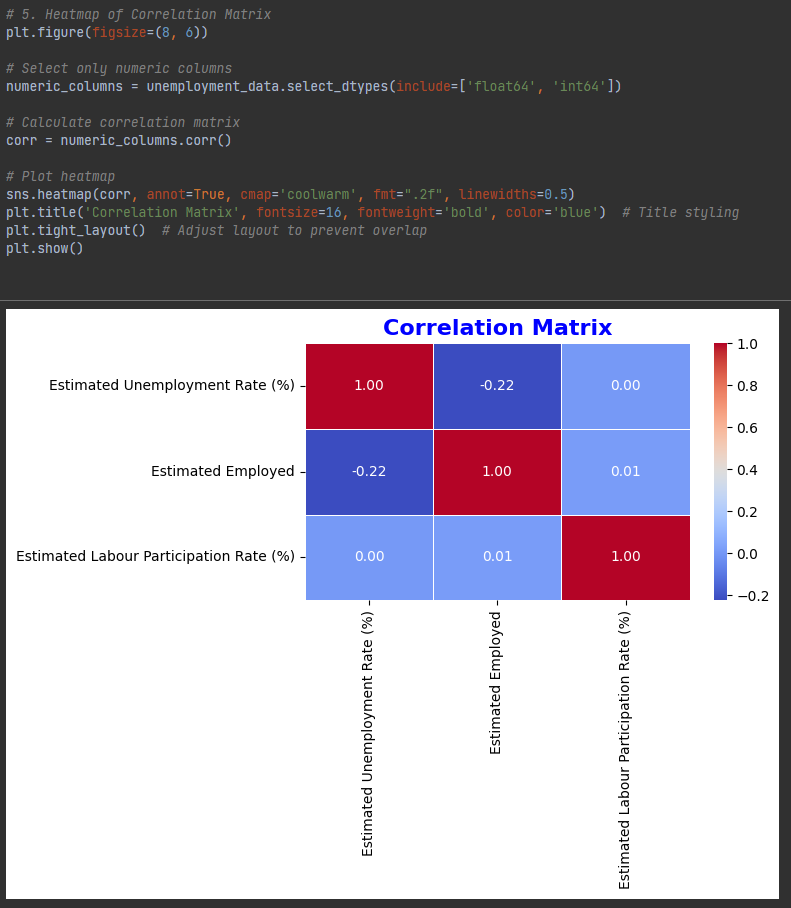 # 5. Heatmap of Correlation Matrix
plt.figure(figsize=(8, 6))
# Select only numeric columns
numeric_columns = unemployment_data.select_dtypes(include=['float64', 'int64'])
# Calculate correlation matrix
corr = numeric_columns.corr()
# Plot heatmap
sns.heatmap(corr, annot=True, cmap='coolwarm', fmt=".2f", linewidths=0.5)
plt.title('Correlation Matrix', fontsize=16, fontweight='bold', color='blue')  # Title styling
plt.tight_layout()  # Adjust layout to prevent overlap
plt.show()
Correlation Matrix
Estimated Unemployment Rate (%)
1.00
-0.22
0.00
Estimated Employed
-0.22
1.00
0.01
Estimated Labour Participation Rate (%)
0.00
0.01
1.00
1.0
0.8
0.6
0.4
0.2
0.0
−0.2
Estimated Unemployment Rate (%)
Estimated Employed
Estimated Labour Participation Rate (%)